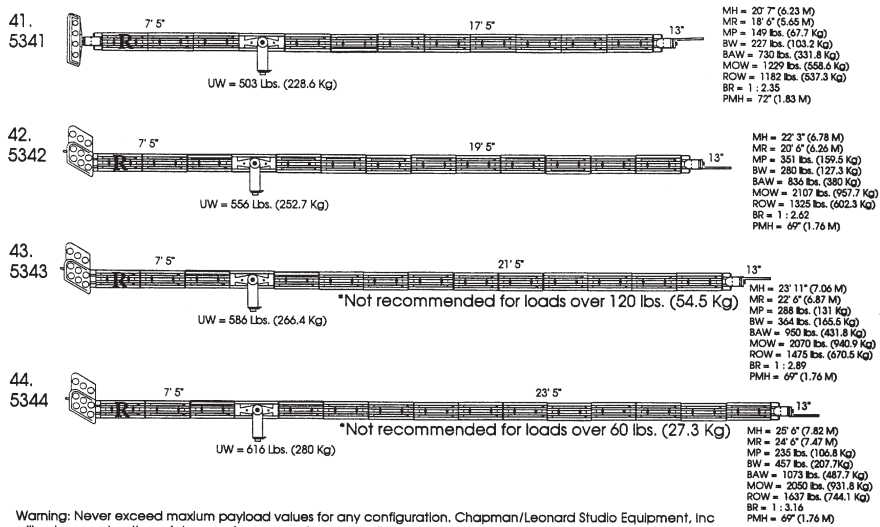 41.
5341
7' 5"
17' 5"
13"
R
UW = 503 Lbs. (228.6 Kg)
MH = 20' 7" (6.23 M)
MR = 18' 6" (5.65 M)
MP = 149 lbs. (67.7 Kg)
BW = 227 lbs. (103.2 Kg)
BAW = 730 lbs. (331.8 Kg)
MOW = 1229 lbs. (558.6 Kg)
ROW = 1182 lbs. (537.3 Kg)
BR = 1 : 2.35
PMH = 72" (1.83 M)
42.
5342
7' 5"
19' 5"
13"
R
UW = 556 Lbs. (252.7 Kg)
MH = 22' 3" (6.78 M)
MR = 20' 6" (6.26 M)
MP = 351 lbs. (159.5 Kg)
BW = 280 lbs. (127.3 Kg)
BAW = 836 lbs. (380 Kg)
MOW = 2107 lbs. (957.7 Kg)
ROW = 1325 lbs. (602.3 Kg)
BR = 1 : 2.62
PMH = 69" (1.76 M)
43.
5343
7' 5"
21' 5"
13"
R
*Not recommended for loads over 120 lbs. (54.5 Kg)
UW = 586 Lbs. (266.4 Kg)
MH = 23' 11" (7.06 M)
MR = 22' 6" (6.87 M)
MP = 288 lbs. (131 Kg)
BW = 364 lbs. (165.5 Kg)
BAW = 950 lbs. (431.8 Kg)
MOW = 2070 lbs. (940.9 Kg)
ROW = 1475 lbs. (670.5 Kg)
BR = 1 : 2.89
PMH = 69" (1.76 M)
44.
5344
7' 5"
23' 5"
13"
R
*Not recommended for loads over 60 lbs. (27.3 Kg)
UW = 616 Lbs. (280 Kg)
MH = 25' 6" (7.82 M)
MR = 24' 6" (7.47 M)
MP = 235 lbs. (106.8 Kg)
BW = 457 lbs. (207.7Kg)
BAW = 1073 lbs. (487.7 Kg)
MOW = 2050 lbs. (931.8 Kg)
ROW = 1637 lbs. (744.1 Kg)
BR = 1 : 3.16
PMH = 69" (1.76 M)
Warning: Never exceed maxium payload values for any configuration. Chapman/Leonard Studio Equipment, Inc